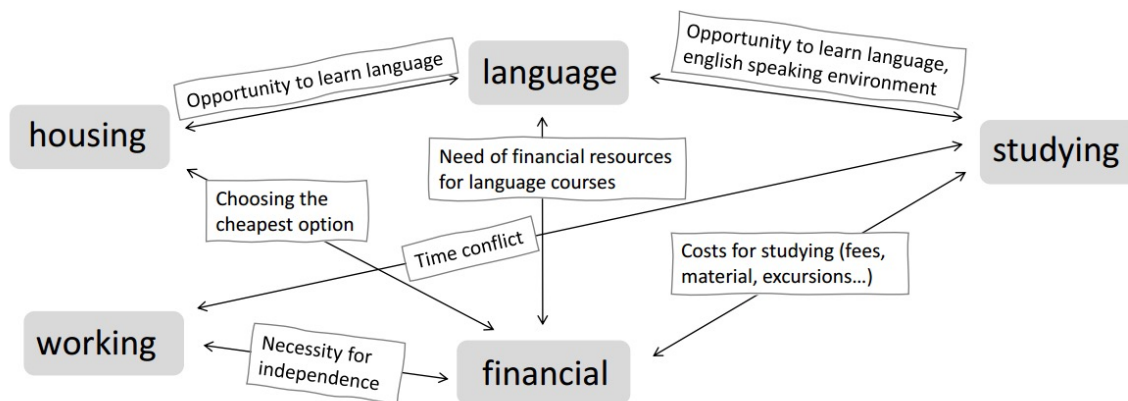 Opportunity to learn language
language
Opportunity to learn language,
english speaking environment
housing
Need of financial resources
for language courses
studying
Choosing the
cheapest option
Time conflict
Costs for studying (fees,
material, excursions…)
working
Necessity for
independence
financial